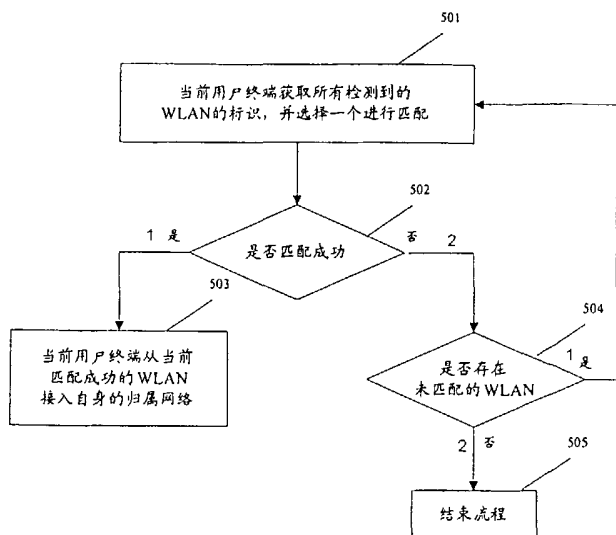 501
当前用户终端获取所有检测到的
WLAN的标识，并选择一个进行匹配
502
1 是
是否匹配成功
否 2
503
当前用户终端从当前
匹配成功的WLAN
接入自身的归属网络
504
是否存在
未匹配的WLAN
1 是
2 否
505
结束流程